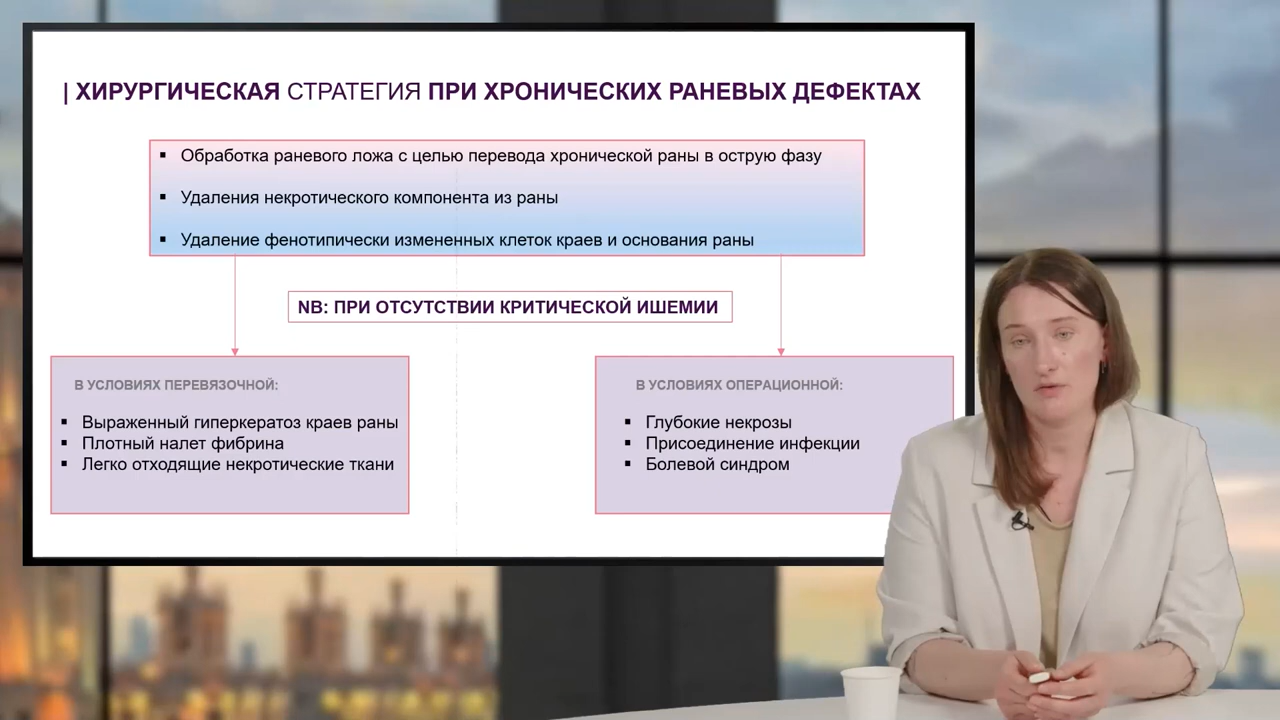 | ХИРУРГИЧЕСКАЯ СТРАТЕГИЯ ПРИ ХРОНИЧЕСКИХ РАНЕВЫХ ДЕФЕКТАХ
▪ Обработка раневого ложа с целью перевода хронической раны в острую фазу
▪ Удаления некротического компонента из раны
▪ Удаление фенотипически измененных клеток краев и основания раны
NB: ПРИ ОТСУТСТВИИ КРИТИЧЕСКОЙ ИШЕМИИ
В УСЛОВИЯХ ПЕРЕВЯЗОЧНОЙ:
▪ Выраженный гиперкератоз краев раны
▪ Плотный налет фибрина
▪ Легко отходящие некротические ткани
В УСЛОВИЯХ ОПЕРАЦИОННОЙ:
▪ Глубокие некрозы
▪ Присоединение инфекции
▪ Болевой синдром